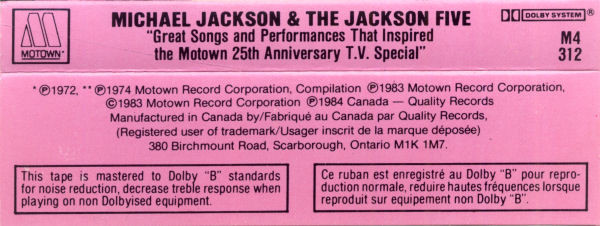 MICHAEL JACKSON & THE JACKSON FIVE
"Great Songs and Performances That Inspired
the Motown 25th Anniversary T.V. Special"
MOTOWN
DOLBY SYSTEM®
M4
312
* ℗1972, ** ℗1974 Motown Record Corporation, Compilation ℗1983 Motown Record Corporation,
©1983 Motown Record Corporation ℗1984 Canada — Quality Records
Manufactured in Canada by/Fabriqué au Canada par Quality Records,
(Registered user of trademark/Usager inscrit de la marque déposée)
380 Birchmount Road, Scarborough, Ontario M1K 1M7.
This tape is mastered to Dolby "B" standards
for noise reduction, decrease treble response when
playing on non Dolbyised equipment.
Ce ruban est enregistré au Dolby "B" pour repro-
duction normale, reduire hautes fréquences lorsque
reproduit sur equipement non Dolby "B".